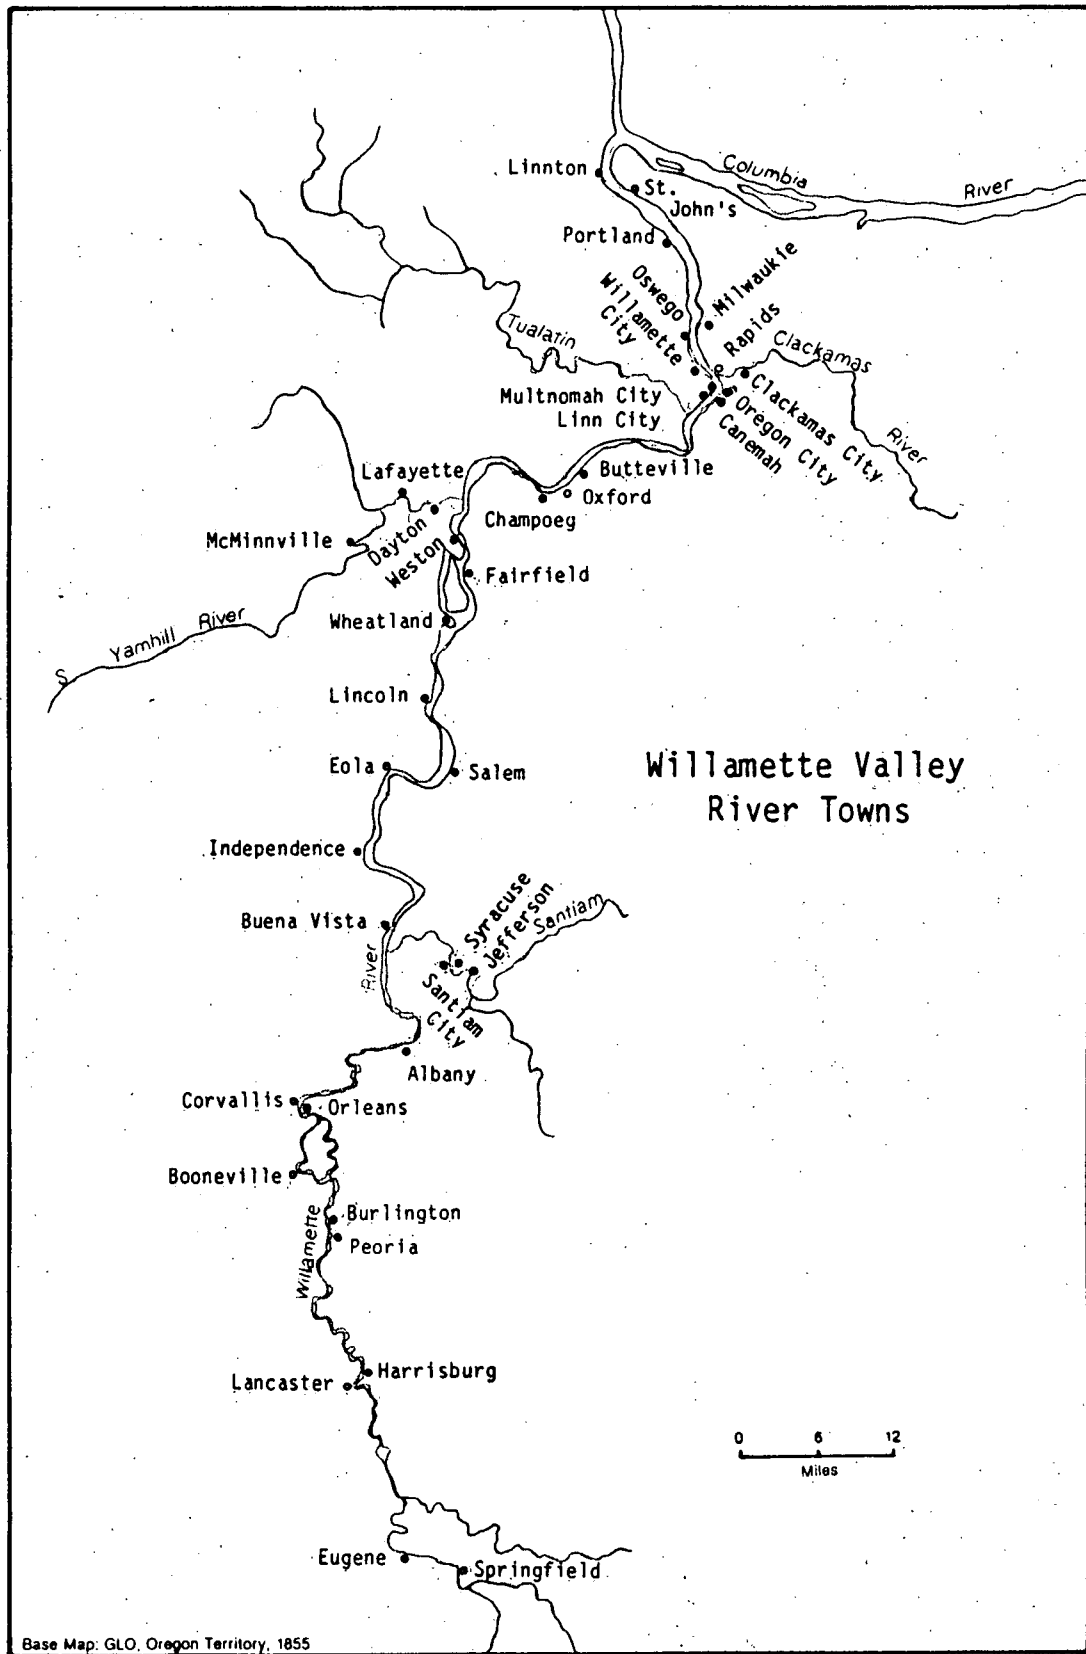 Columbia
River
Linnton
St.
John's
Portland
Oswego
Willamette
City
Milwaukie
Rapids
Tualatin
Clackamas
River
Multnomah City
Linn City
Clackamas City
Oregon City
Canemah
Lafayette
Butteville
Oxford
Champoeg
McMinnville
Dayton
Weston
Fairfield
Wheatland
S Yamhill River
Lincoln
Eola
Salem
Willamette Valley
River Towns
Independence
Buena Vista
Syracuse
Jefferson
Santiam
River
Santiam
City
Albany
Corvallis
Orleans
Booneville
Burlington
Peoria
Willamette
Harrisburg
Lancaster
0 6 12
Miles
Eugene
Springfield
Base Map: GLO, Oregon Territory, 1855